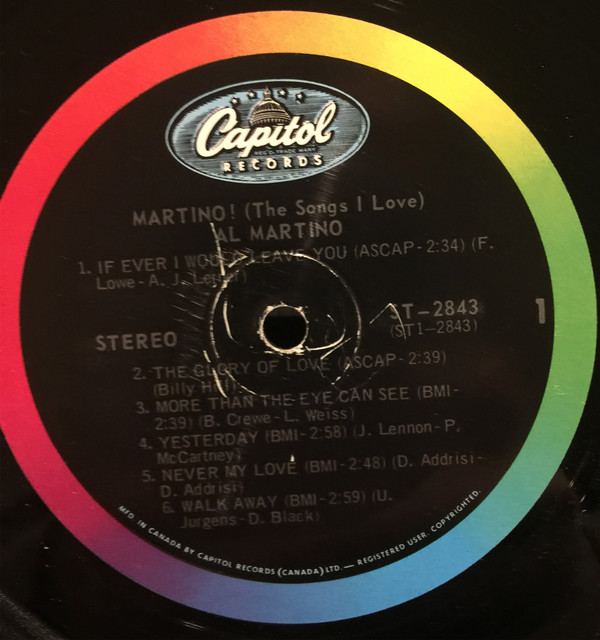 Capitol
REG'D. TRADE MARK
RECORDS
MARTINO! (The Songs I Love)
AL MARTINO
1. IF EVER I WOULD LEAVE YOU (ASCAP-2:34) (F.
Lowe-A. J.
STEREO
ST-2843
(ST1-2843)
1
2. THE GLORY OF LOVE (ASCAP-2:39)
(Billy Hill)
3. MORE THAN THE EYE CAN SEE (BMI-
2:39) (B. Crewe-L. Weiss)
4. YESTERDAY (BMI-2:58) (J. Lennon-P.
McCartney)
5. NEVER MY LOVE (BMI-2:48) (D. Addrisi-
D. Addrisi)
6. WALK AWAY (BMI-2:59) (U.
Jurgens-D. Black)
MFD. IN CANADA BY CAPITOL RECORDS (CANADA) LTD. — REGISTERED USER. COPYRIGHTED.